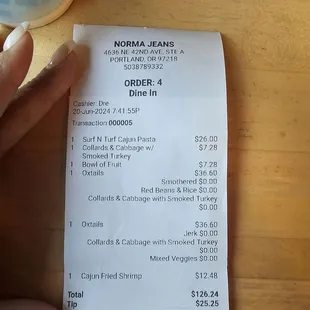 NORMA JEANS
4636 NE 42ND AVE, STE A
PORTLAND, OR 97218
5038789332
ORDER: 4
Dine In
Cashier: Dre
20-Jun-2024 7:41:55P
Transaction 000005
1 Surf N Turf Cajun Pasta $26.00
1 Collards & Cabbage w/ $7.28
Smoked Turkey
1 Bowl of Fruit $7.28
1 Oxtails $36.60
Smothered $0.00
Red Beans & Rice $0.00
Collards & Cabbage with Smoked Turkey
$0.00
1 Oxtails $36.60
Jerk $0.00
Collards & Cabbage with Smoked Turkey
$0.00
Mixed Veggies $0.00
1 Cajun Fried Shrimp $12.48
Total $126.24
Tip $25.25